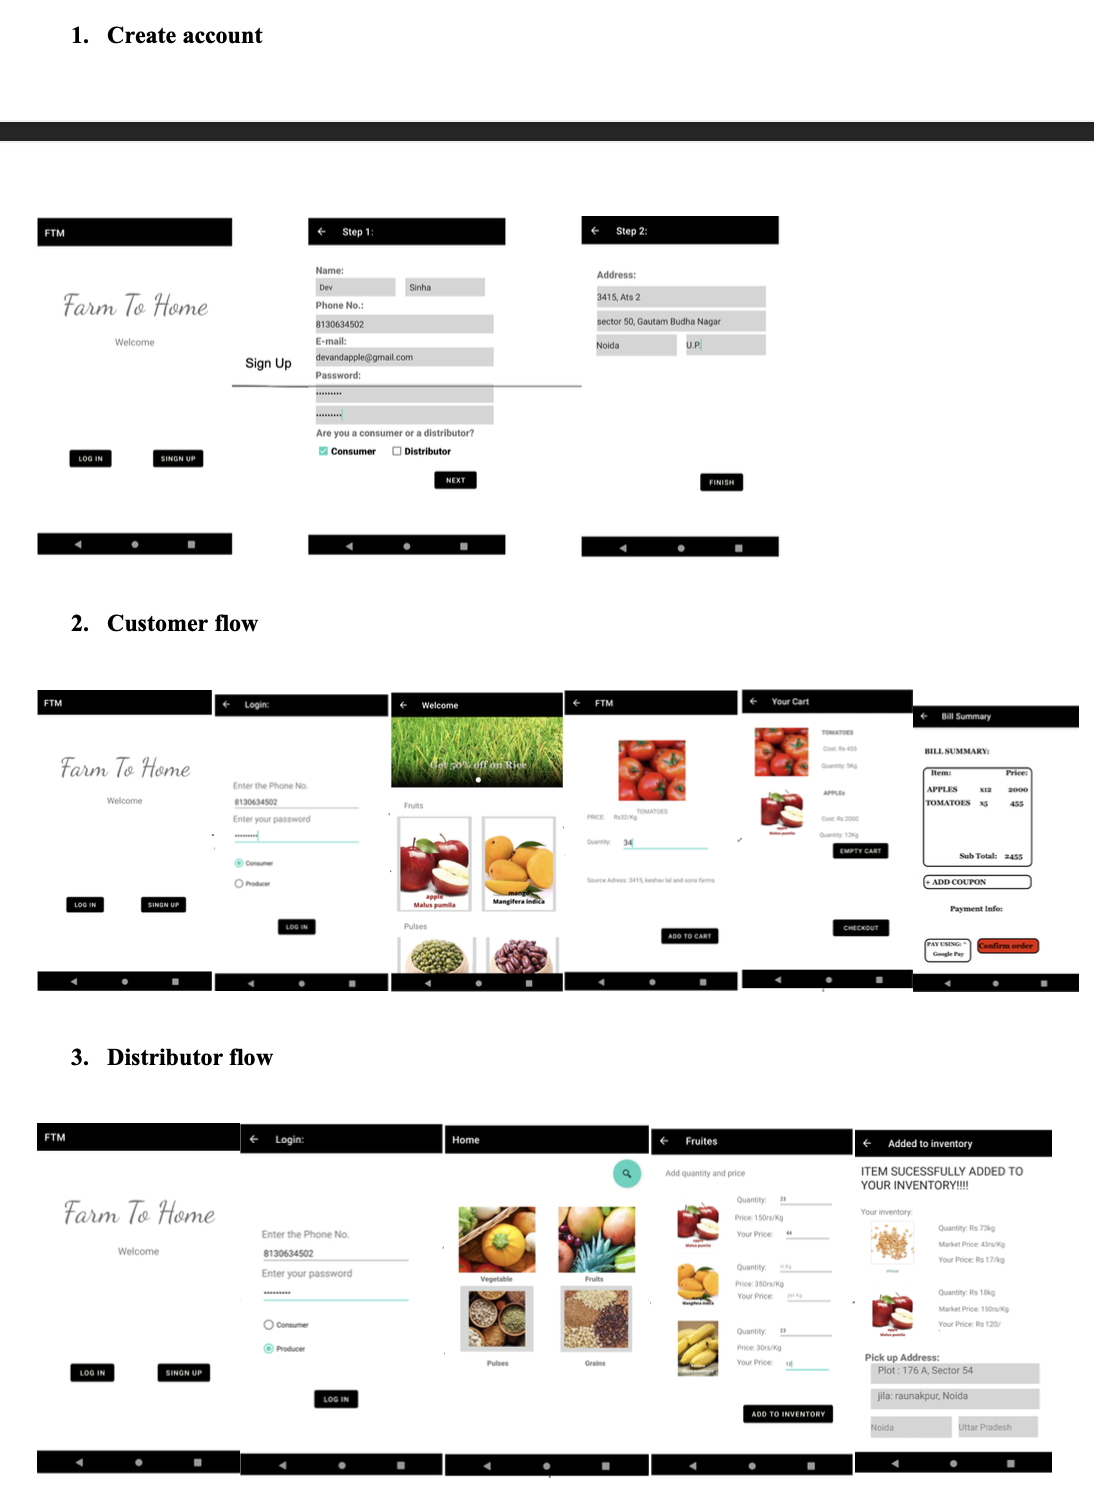 1. Create account
FTM
Farm To Home
Welcome
LOG IN
SINGN UP
Sign Up
Step 1:
Name:
Dev
Sinha
Phone No.:
8130634502
E-mail:
devandapple@gmail.com
Password:
Are you a consumer or a distributor?
Consumer
Distributor
NEXT
Step 2:
Address:
3415, Ats 2
sector 50, Gautam Budha Nagar
Noida
U.P.
FINISH
2. Customer flow
FTM
Farm To Home
Welcome
LOG IN
SINGN UP
Login:
Enter the Phone No.
8130634502
Enter your password
Consumer
Producer
LOG IN
Welcome
Get 50% off on Rice
Fruits
apple
Malus pumila
mango
Mangifera indica
Pulses
FTM
TOMATOES
PRICE: Rs32/Kg
Quantity: 34
Source Adress: 3415, keshav lal and sons farms
ADD TO CART
Your Cart
TOMATOES
Cost: Rs 455
Quantity: 5Kg
APPLEs
Cost: Rs 2000
Quantity: 12Kg
EMPTY CART
CHECKOUT
Bill Summary
BILL SUMMARY:
Item: Price:
APPLES X12 2000
TOMATOES X5 455
Sub Total: 2455
+ ADD COUPON
Payment Info:
PAY USING:
Google Pay
Confirm order
3. Distributor flow
FTM
Farm To Home
Welcome
LOG IN
SINGN UP
Login:
Enter the Phone No.
8130634502
Enter your password
Consumer
Producer
LOG IN
Home
Vegetable
Fruits
Pulses
Grains
Fruites
Add quantity and price
Quantity: 33
Price: 150rs/Kg
Your Price: 44
Quantity: in Kg
Price: 350rs/Kg
Your Price: per Kg
Quantity: 23
Price: 30rs/Kg
Your Price:
ADD TO INVENTORY
Added to inventory
ITEM SUCESSFULLY ADDED TO
YOUR INVENTORY!!!!
Your inventory:
Quantity: Rs 73kg
Market Price: 43rs/Kg
Your Price: Rs 17/kg
Quantity: Rs 18kg
Market Price: 150rs/Kg
Your Price: Rs 120/
Pick up Address:
Plot : 176 A, Sector 54
jila: raunakpur, Noida
Noida
Uttar Pradesh